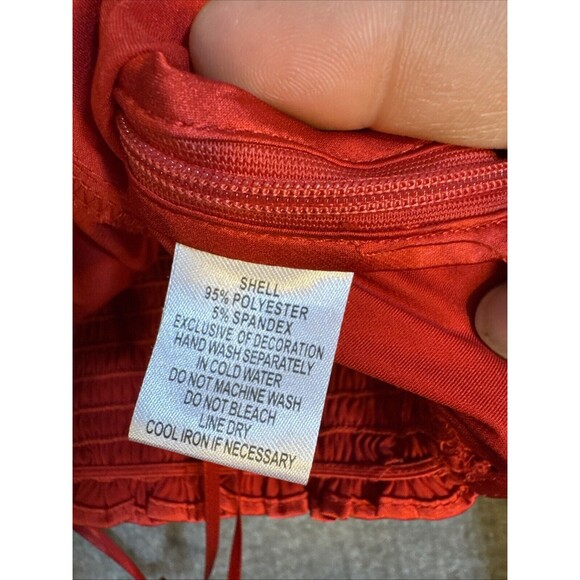 SHELL
95% POLYESTER
5% SPANDEX
EXCLUSIVE OF DECORATION
HAND WASH SEPARATELY
IN COLD WATER
DO NOT MACHINE WASH
DO NOT BLEACH
LINE DRY
COOL IRON IF NECESSARY